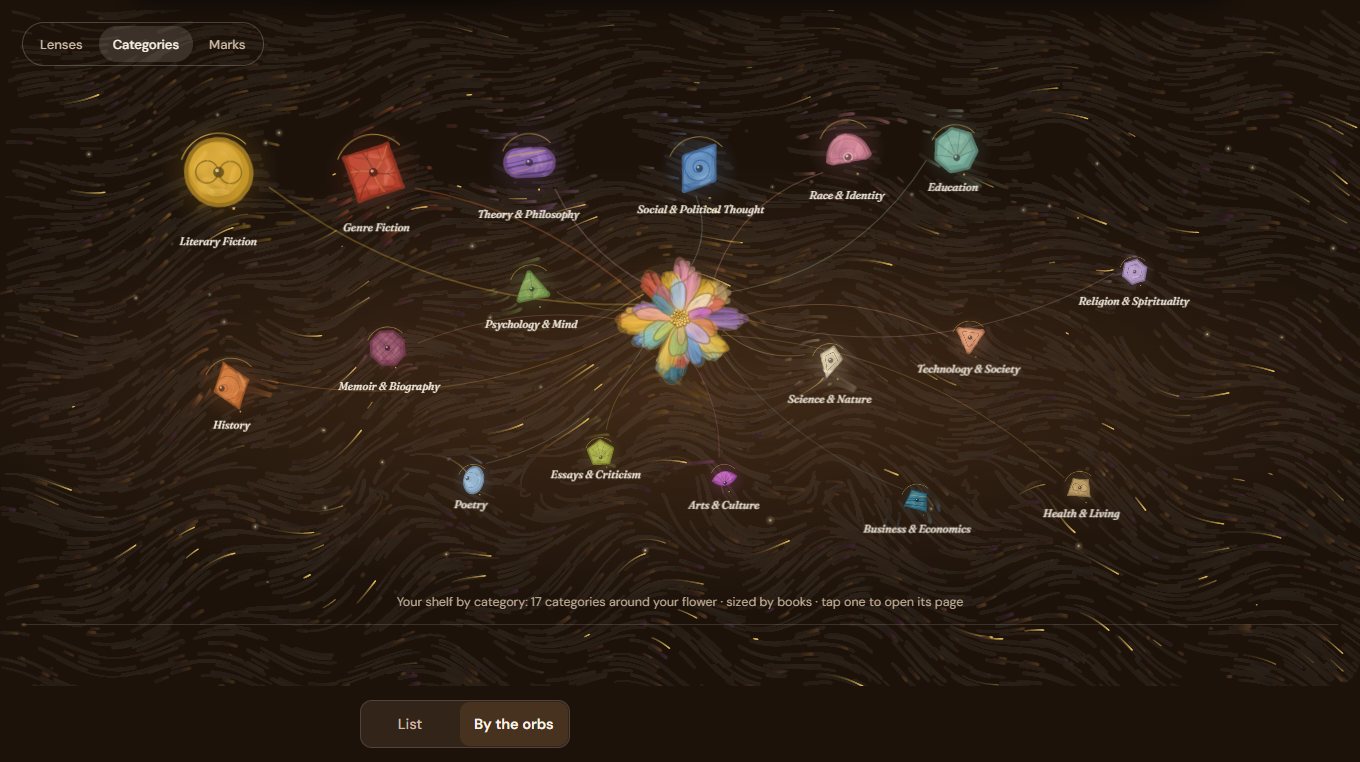 Lenses
Categories
Marks
Literary Fiction
Genre Fiction
Theory & Philosophy
Social & Political Thought
Race & Identity
Education
Psychology & Mind
Religion & Spirituality
Memoir & Biography
Technology & Society
History
Science & Nature
Essays & Criticism
Poetry
Arts & Culture
Business & Economics
Health & Living
Your shelf by category: 17 categories around your flower · sized by books · tap one to open its page
List
By the orbs